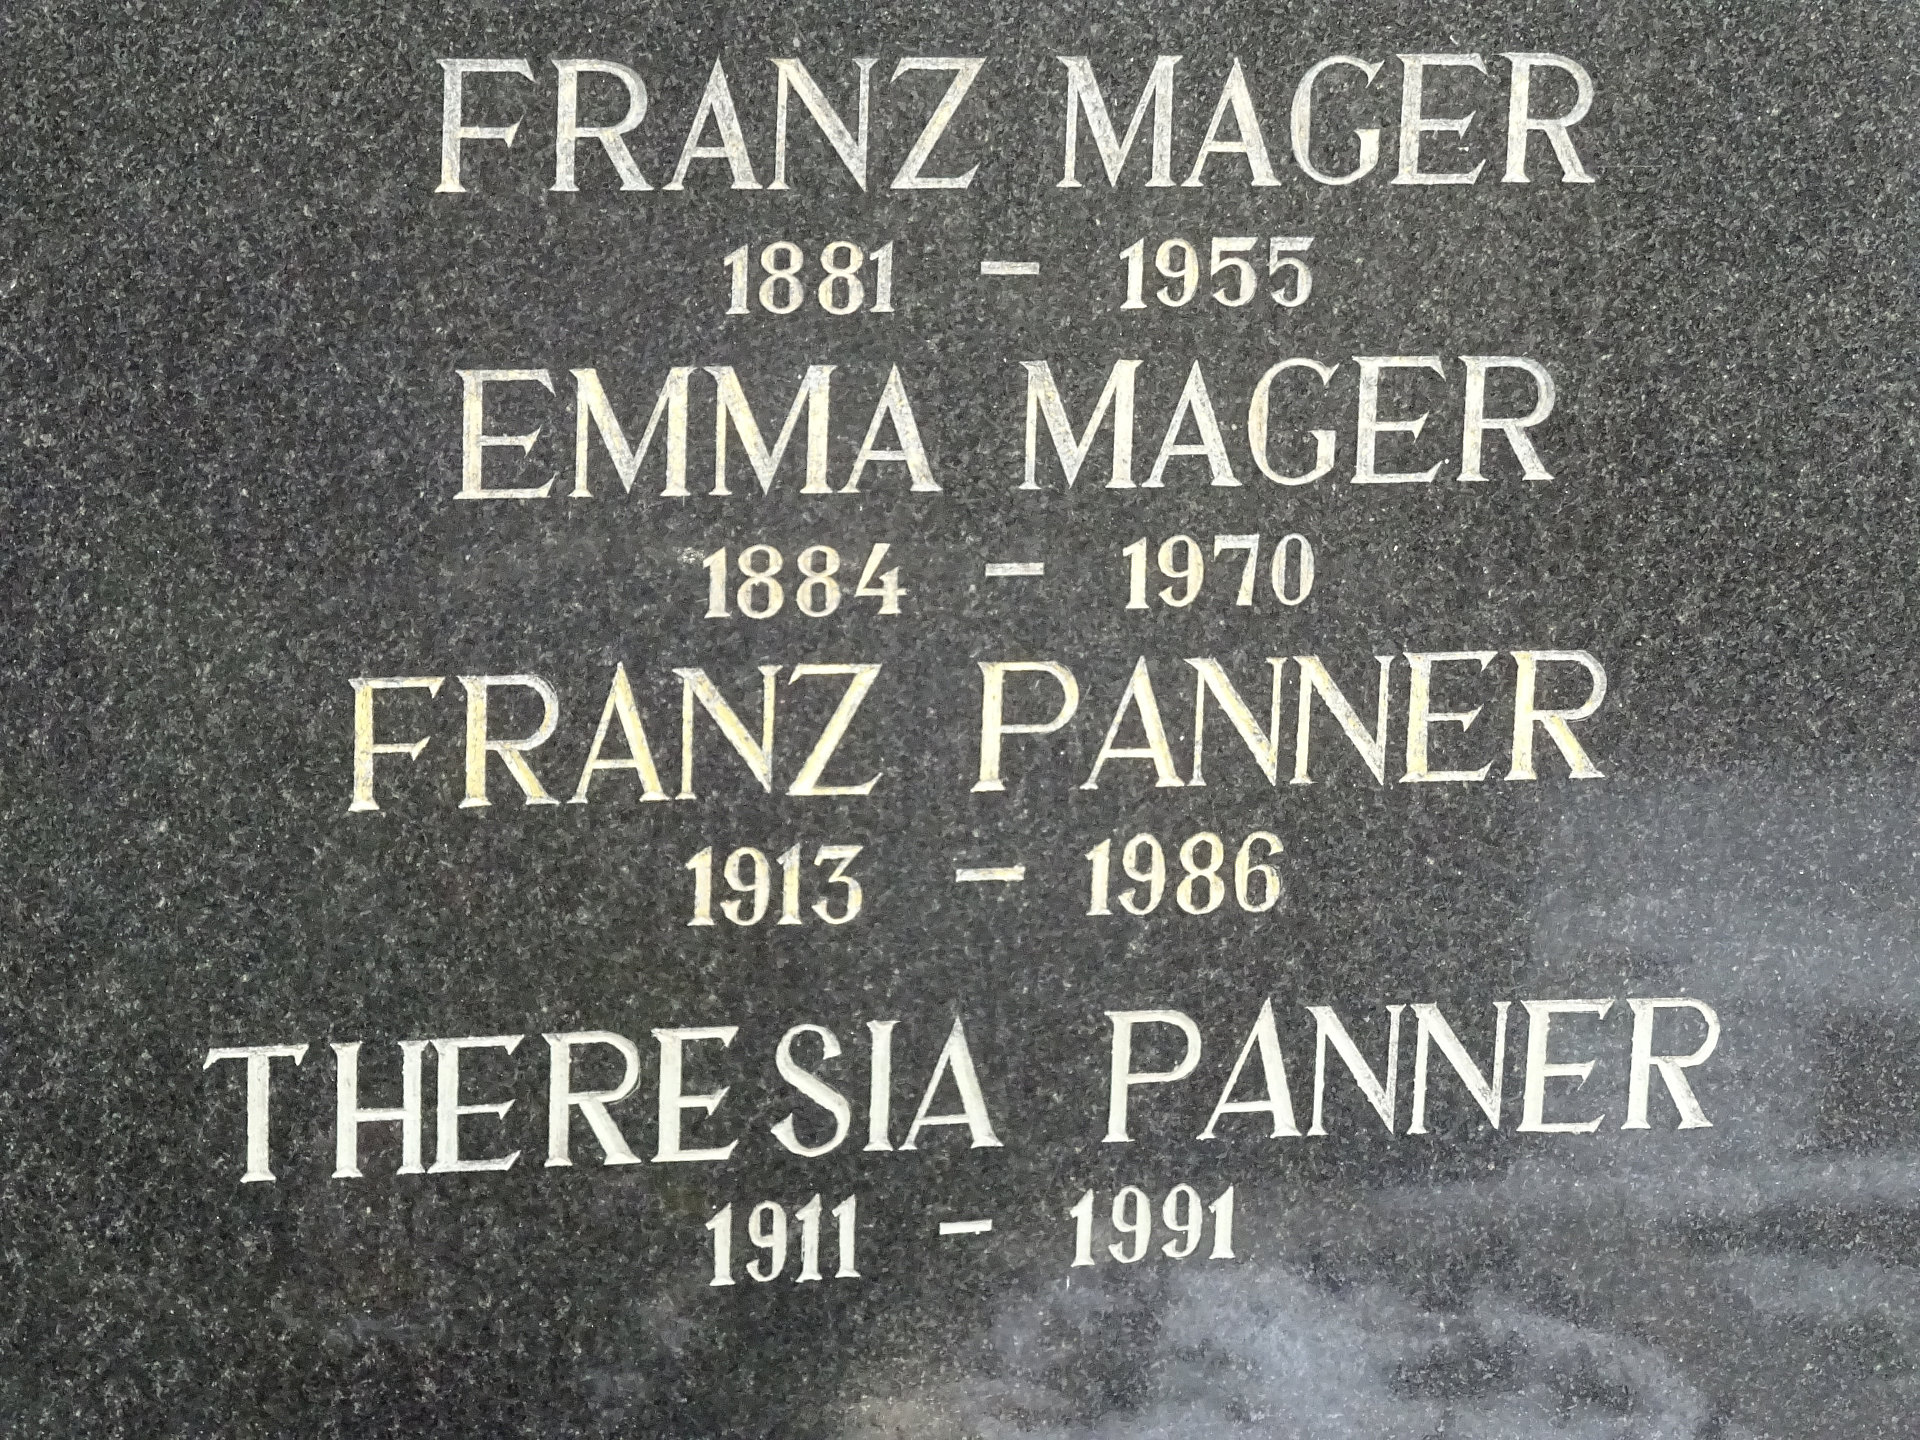 FRANZ MAGER
1881 – 1955
EMMA MAGER
1884 – 1970
FRANZ PANNER
1913 – 1986
THERESIA PANNER
1911 – 1991